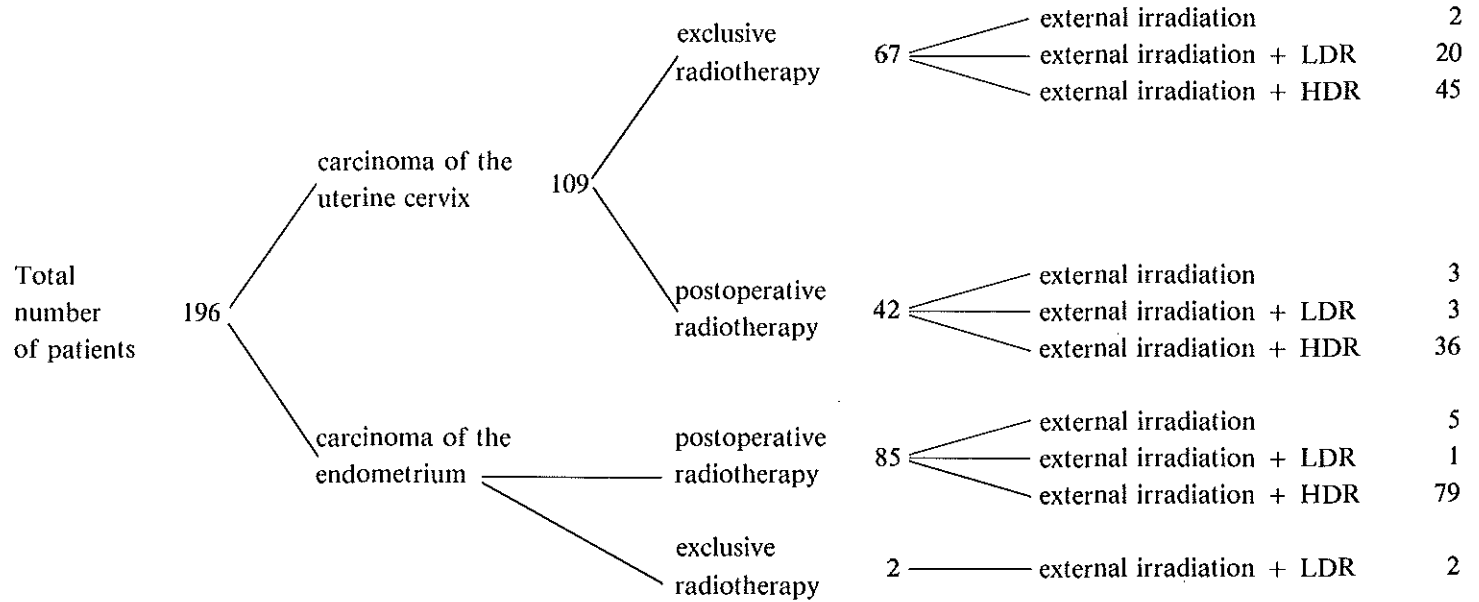 exclusive
radiotherapy
67
external irradiation 2
external irradiation + LDR 20
external irradiation + HDR 45
carcinoma of the
uterine cervix
109
Total
number
of patients
196
postoperative
radiotherapy
42
external irradiation 3
external irradiation + LDR 3
external irradiation + HDR 36
carcinoma of the
endometrium
postoperative
radiotherapy
85
external irradiation 5
external irradiation + LDR 1
external irradiation + HDR 79
exclusive
radiotherapy
2
external irradiation + LDR 2